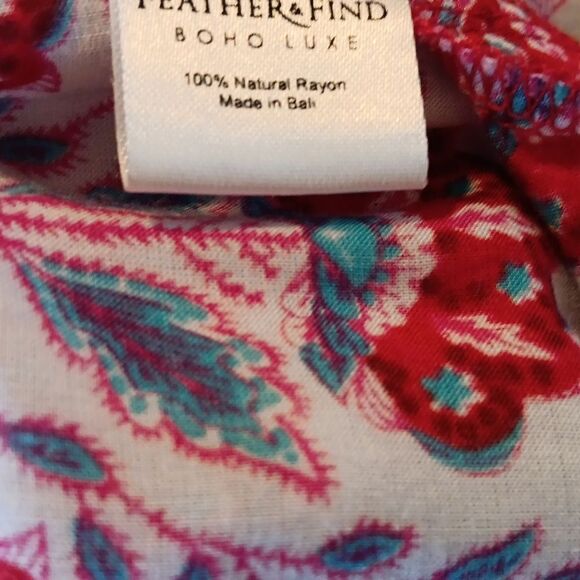 FEATHER & FIND
BOHO LUXE
100% Natural Rayon
Made in Bali